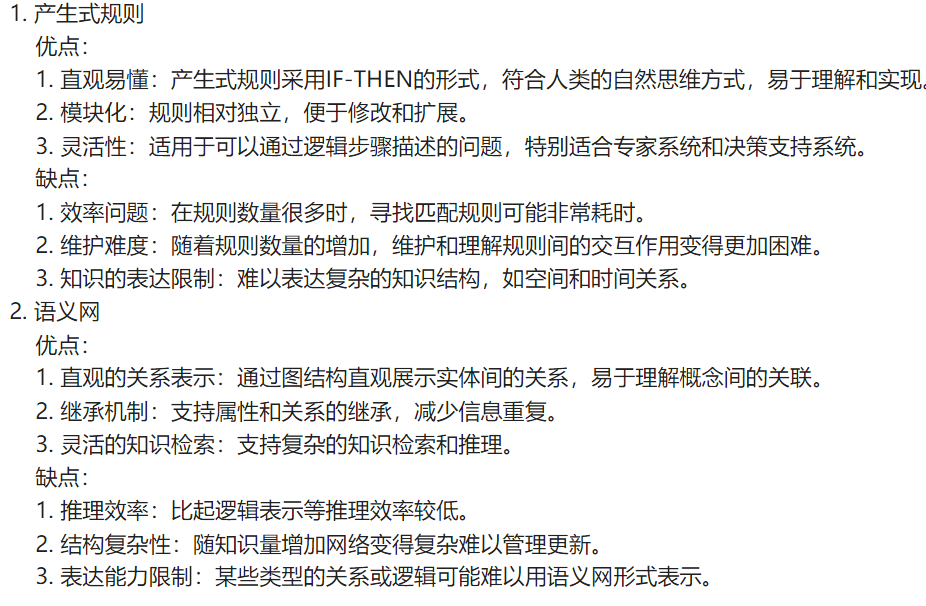 1. 产生式规则
优点：
1. 直观易懂：产生式规则采用IF-THEN的形式，符合人类的自然思维方式，易于理解和实现。
2. 模块化：规则相对独立，便于修改和扩展。
3. 灵活性：适用于可以通过逻辑步骤描述的问题，特别适合专家系统和决策支持系统。
缺点：
1. 效率问题：在规则数量很多时，寻找匹配规则可能非常耗时。
2. 维护难度：随着规则数量的增加，维护和理解规则间的交互作用变得更加困难。
3. 知识的表达限制：难以表达复杂的知识结构，如空间和时间关系。
2. 语义网
优点：
1. 直观的关系表示：通过图结构直观展示实体间的关系，易于理解概念间的关联。
2. 继承机制：支持属性和关系的继承，减少信息重复。
3. 灵活的知识检索：支持复杂的知识检索和推理。
缺点：
1. 推理效率：比起逻辑表示等推理效率较低。
2. 结构复杂性：随知识量增加网络变得复杂难以管理更新。
3. 表达能力限制：某些类型的关系或逻辑可能难以用语义网形式表示。